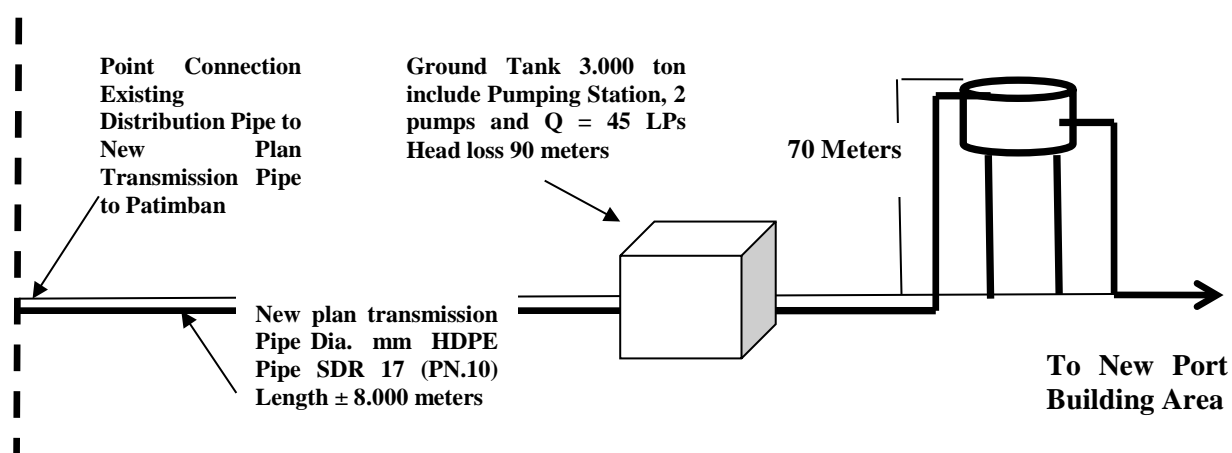 Point Connection
Existing
Distribution Pipe to
New Plan
Transmission Pipe
to Patimban
Ground Tank 3.000 ton
include Pumping Station, 2
pumps and Q = 45 LPs
Head loss 90 meters
70 Meters
New plan transmission
Pipe Dia. mm HDPE
Pipe SDR 17 (PN.10)
Length ± 8.000 meters
To New Port
Building Area